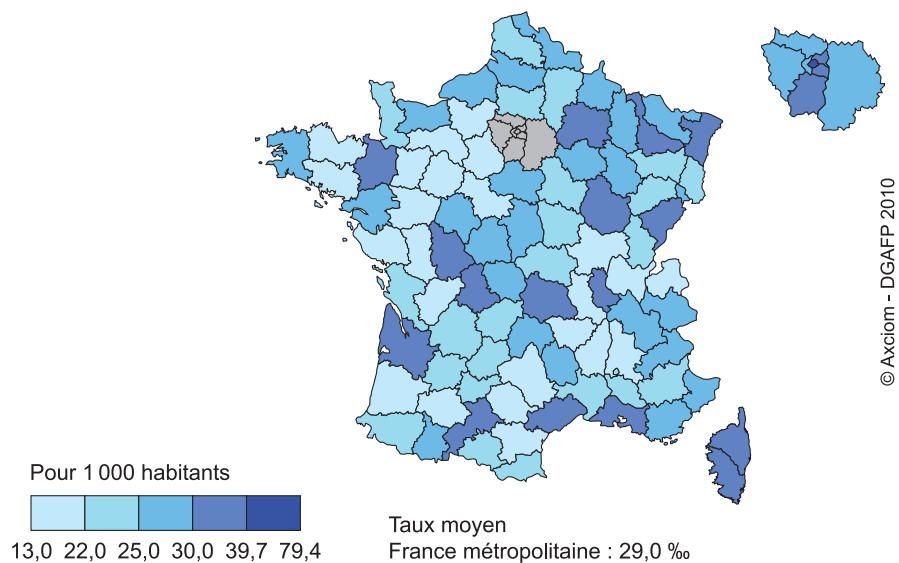 Pour 1 000 habitants
13,0 22,0 25,0 30,0 39,7 79,4
Taux moyen
France métropolitaine : 29,0 ‰
© Axciom - DGAFP 2010